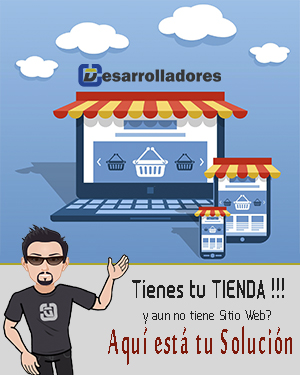 Desarrolladores
Tienes tu TIENDA !!!
y aun no tiene Sitio Web?
Aquí está tu Solución